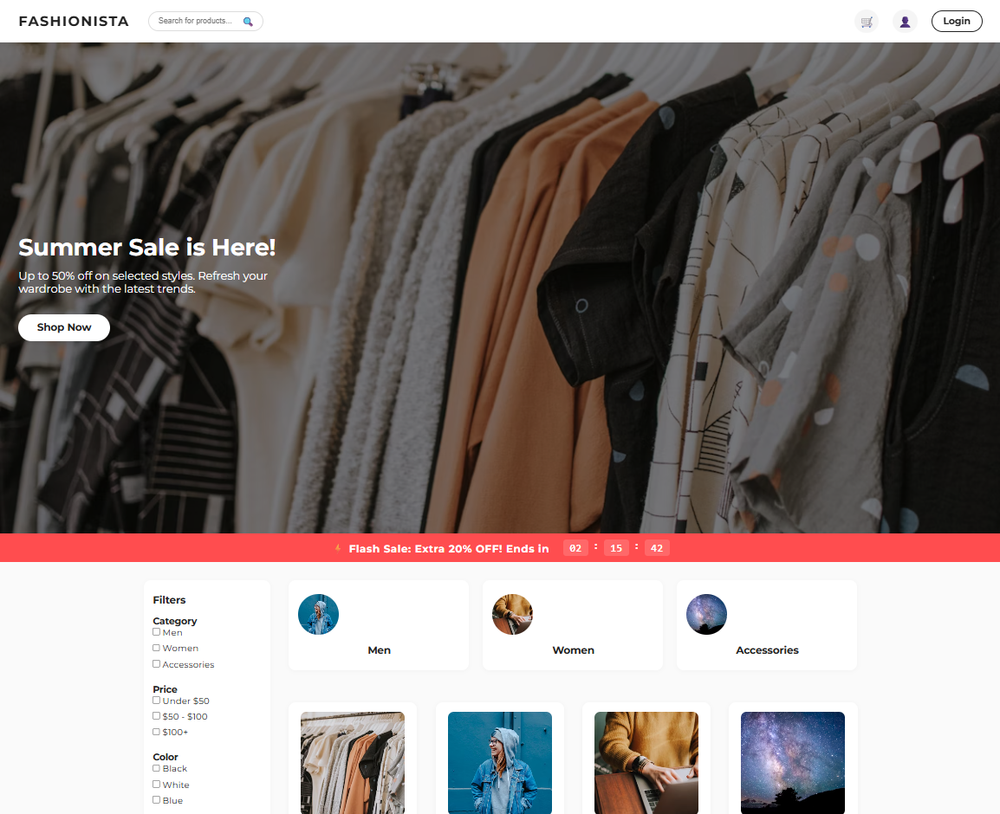 FASHIONISTA
Search for products...
Login
Summer Sale is Here!
Up to 50% off on selected styles. Refresh your
wardrobe with the latest trends.
Shop Now
Flash Sale: Extra 20% OFF! Ends in 02 : 15 : 42
Filters
Category
Men
Women
Accessories
Price
Under $50
$50 - $100
$100+
Color
Black
White
Blue
Men
Women
Accessories